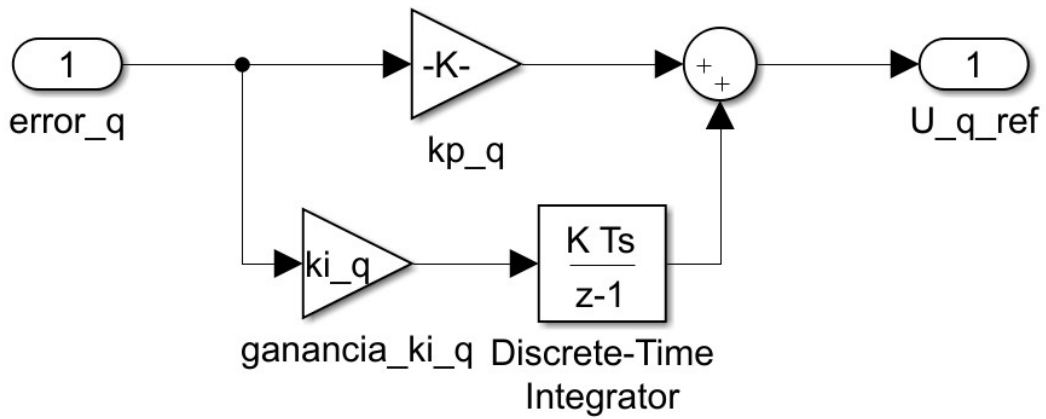 1
error_q
-K-
kp_q
+
+
1
U_q_ref
ki_q
ganancia_ki_q
K Ts
z-1
Discrete-Time
Integrator